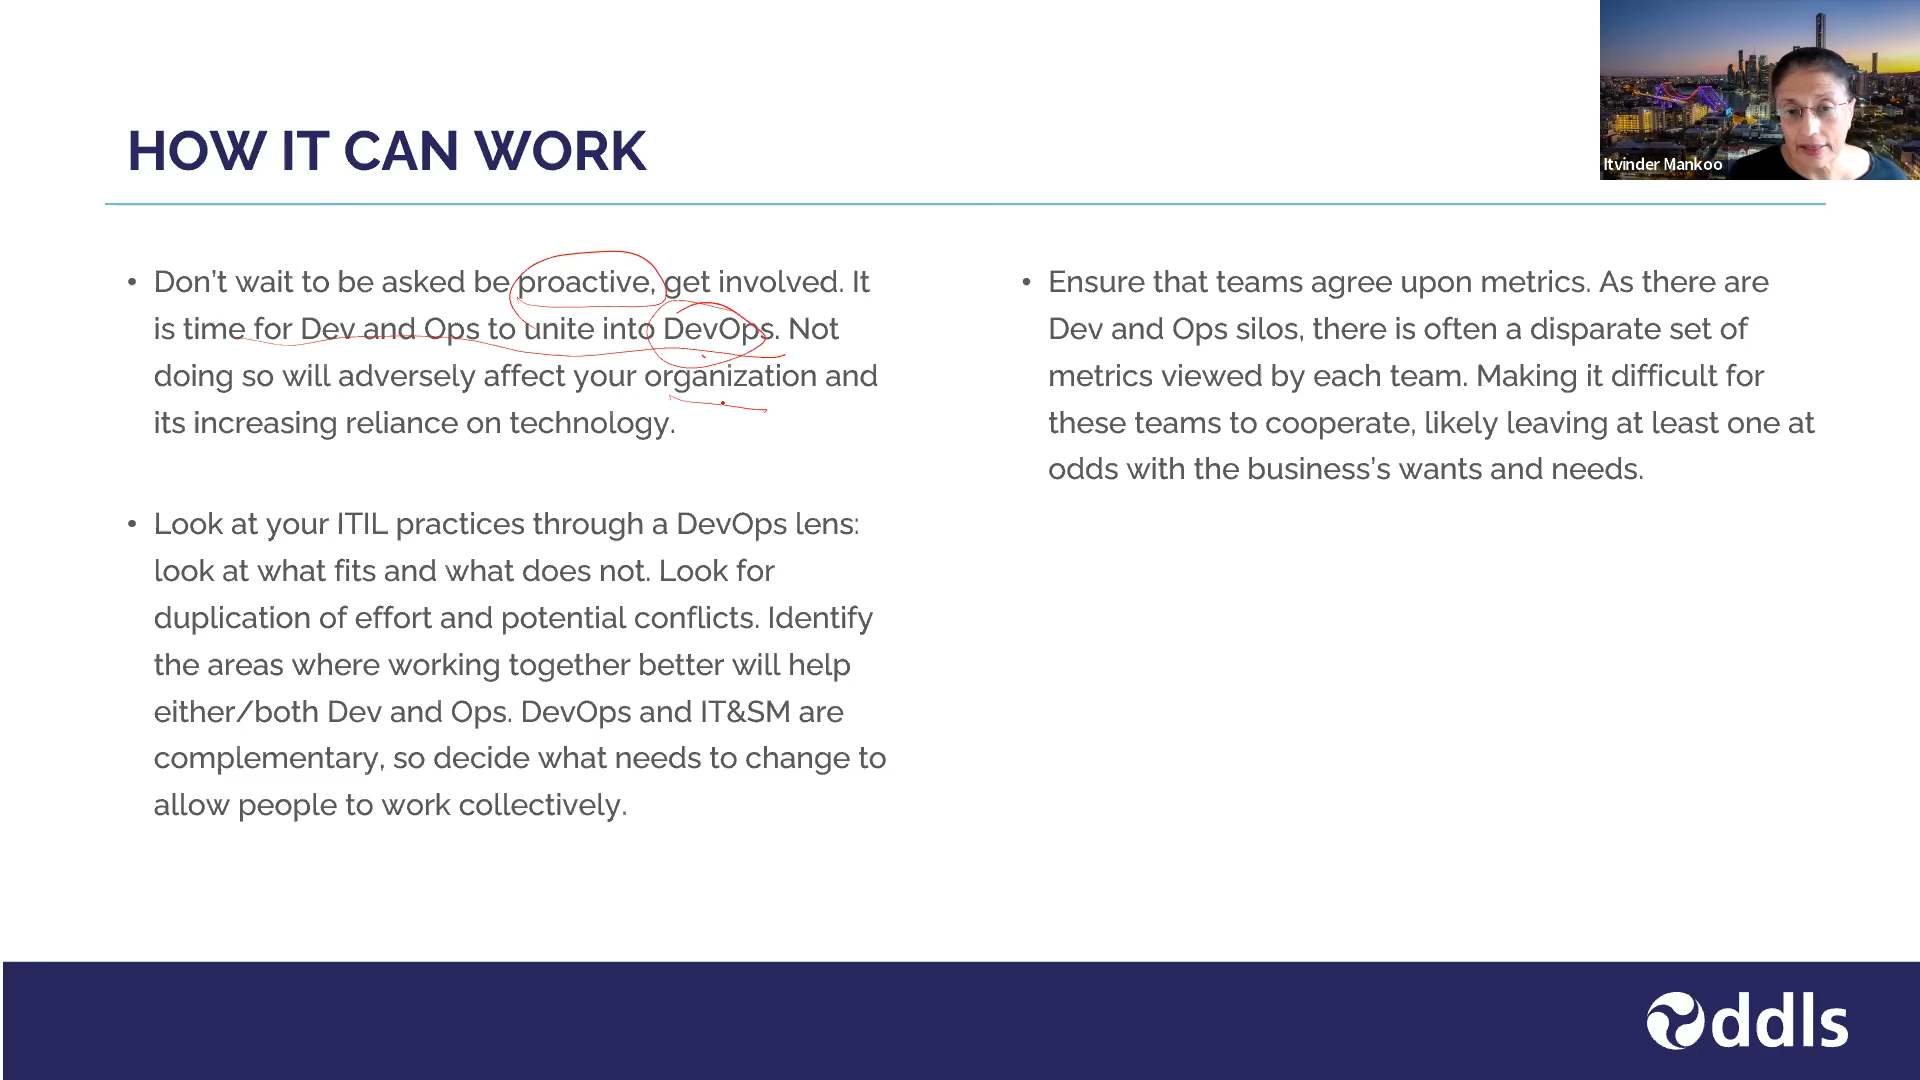 Itvinder Mankoo
HOW IT CAN WORK
• Don't wait to be asked be proactive, get involved. It
is time for Dev and Ops to unite into DevOps. Not
doing so will adversely affect your organization and
its increasing reliance on technology.
• Look at your ITIL practices through a DevOps lens:
look at what fits and what does not. Look for
duplication of effort and potential conflicts. Identify
the areas where working together better will help
either/both Dev and Ops. DevOps and IT&SM are
complementary, so decide what needs to change to
allow people to work collectively.
• Ensure that teams agree upon metrics. As there are
Dev and Ops silos, there is often a disparate set of
metrics viewed by each team. Making it difficult for
these teams to cooperate, likely leaving at least one at
odds with the business's wants and needs.
ddls